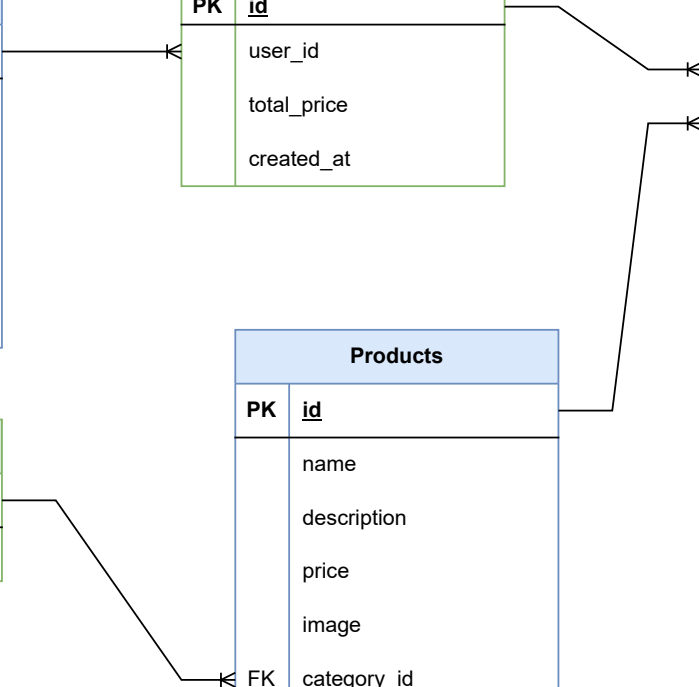 PK id
user_id
total_price
created_at
Products
PK id
name
description
price
image
FK category_id